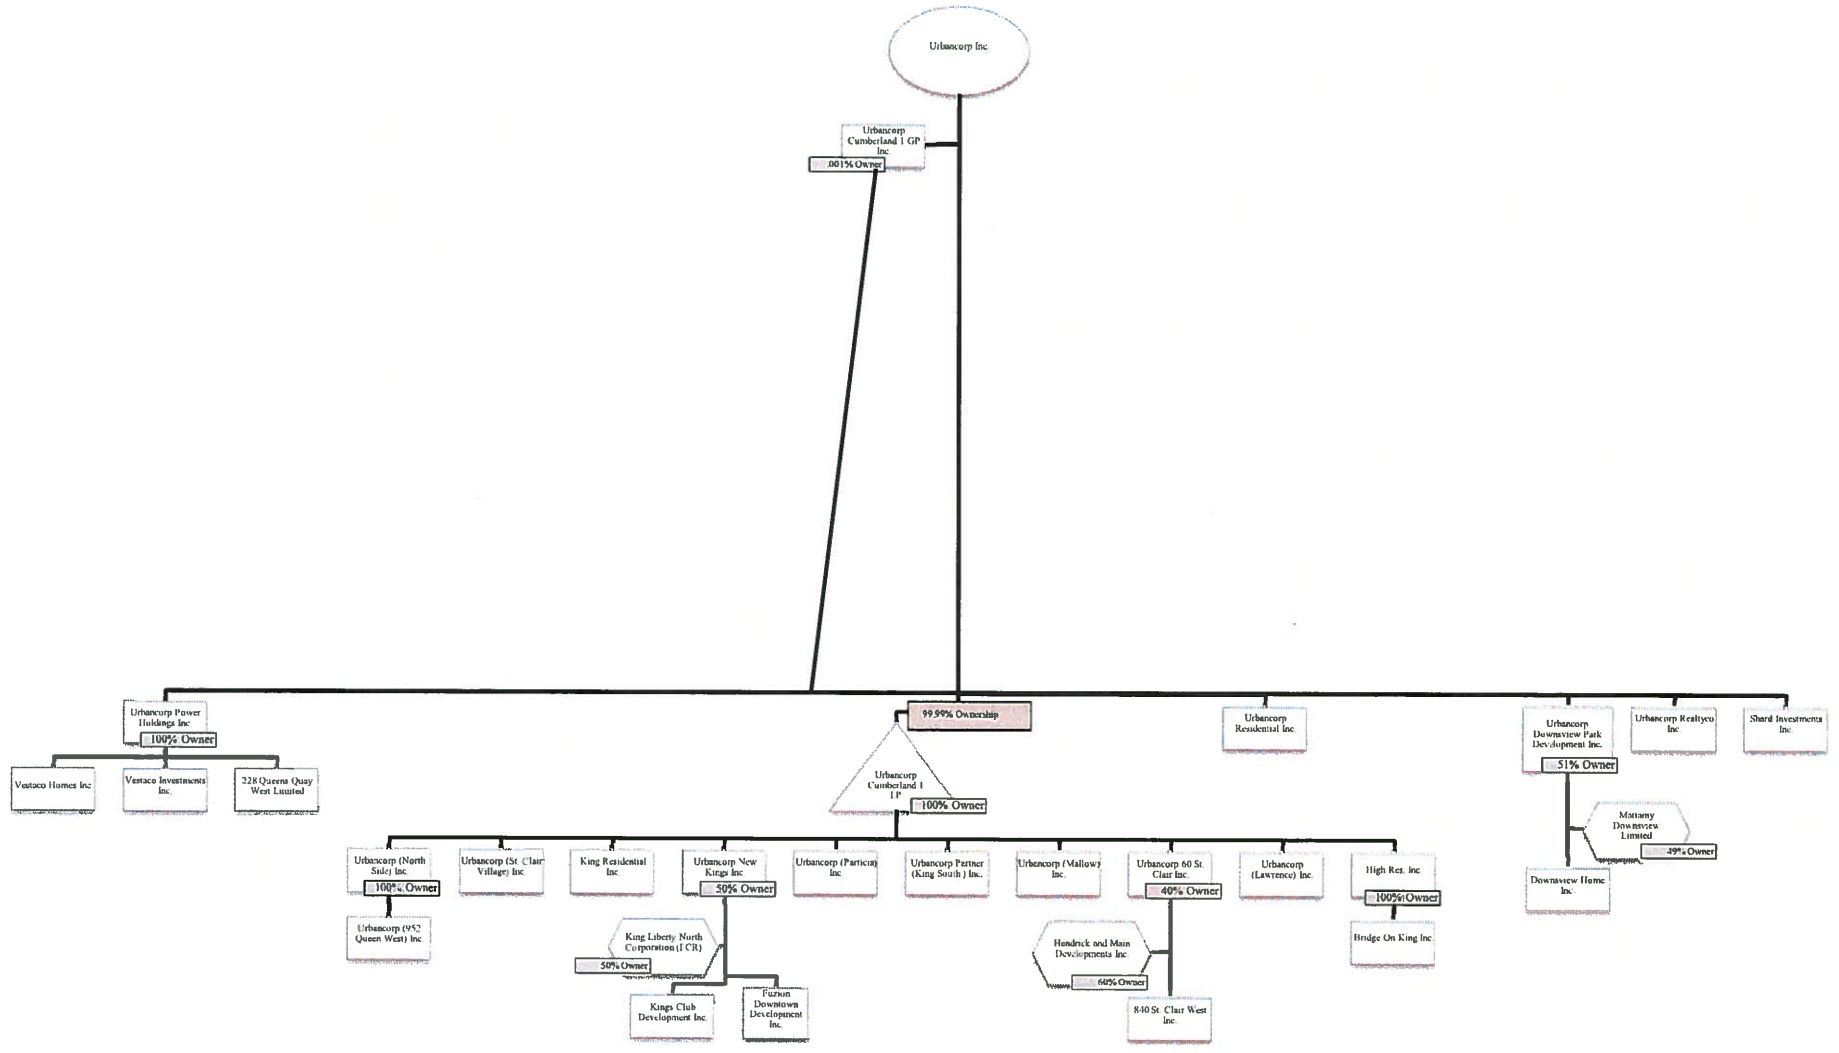 Urbancorp Inc.
Urbancorp
Cumberland 1 GP
Inc.
.001% Owner
Urbancorp Power
Holdings Inc
100% Owner
99.99% Ownership
Urbancorp
Residential Inc.
Urbancorp
Downsview Park
Development Inc.
51% Owner
Urbancorp Realtyco
Inc.
Shard Investments
Inc.
Vestaco Homes Inc
Vestaco Investments
Inc.
228 Queens Quay
West Limited
Urbancorp
Cumberland 1
LP
100% Owner
Mattamy
Downsview
Limited
49% Owner
Urbancorp (North
Side) Inc.
100% Owner
Urbancorp (St. Clair
Village) Inc.
King Residential
Inc.
Urbancorp New
Kings Inc.
50% Owner
Urbancorp (Particia)
Inc
Urbancorp Partner
(King South) Inc.
Urbancorp (Mallow)
Inc.
Urbancorp 60 St.
Clair Inc.
40% Owner
Urbancorp
(Lawrence) Inc.
High Res. Inc.
100% Owner
Downsview Home
Inc.
Urbancorp (952
Queen West) Inc.
King Liberty North
Corporation (FCR)
50% Owner
Hendrick and Main
Developments Inc.
60% Owner
Bridge On King Inc.
Kings Club
Development Inc.
Fuzion
Downtown
Development
Inc.
840 St. Clair West
Inc.